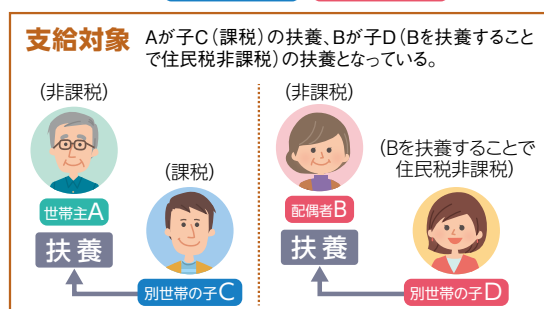 支給対象
Aが子C(課税)の扶養、Bが子D(Bを扶養すること
で住民税非課税)の扶養となっている。
(非課税)
世帯主A
扶養
(課税)
別世帯の子C
(非課税)
配偶者B
扶養
(Bを扶養することで
住民税非課税)
別世帯の子D